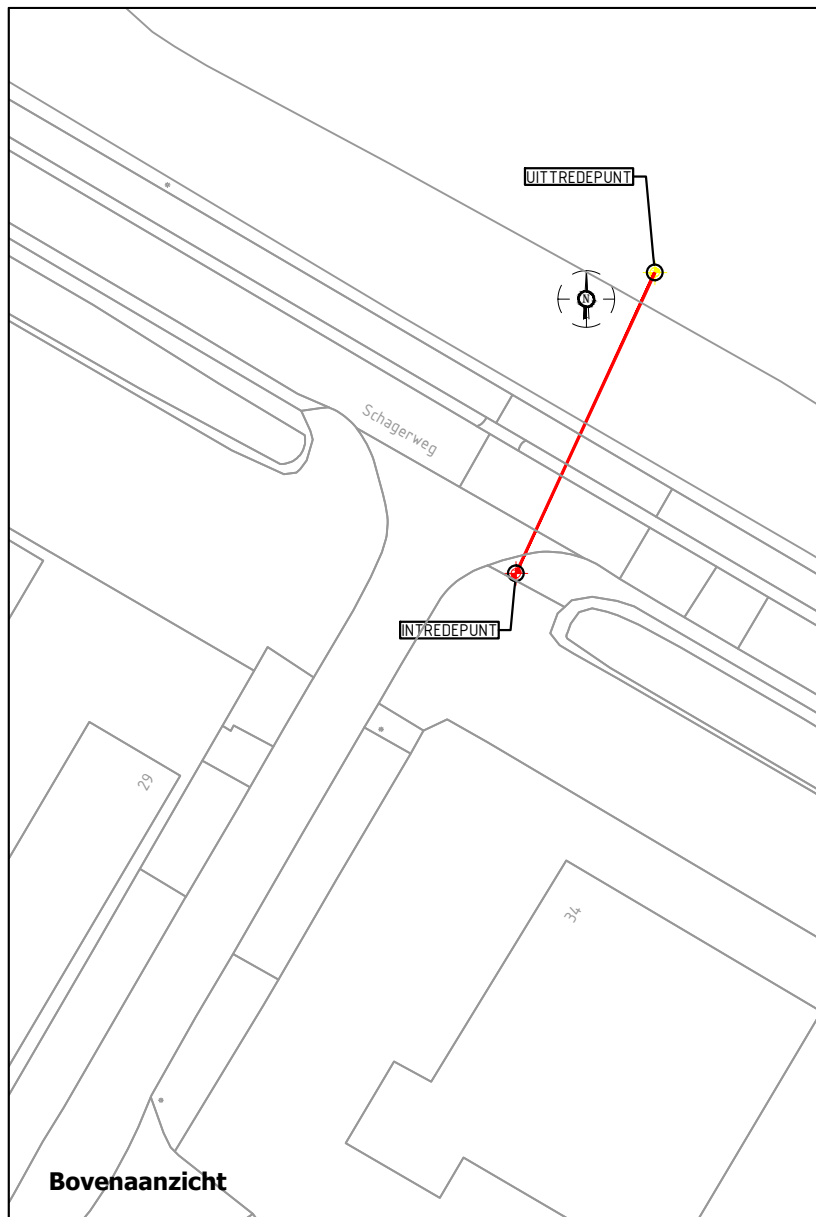 UITTREDEPUNT
N
Schagerweg
INTREDEPUNT
29
34
Bovenaanzicht